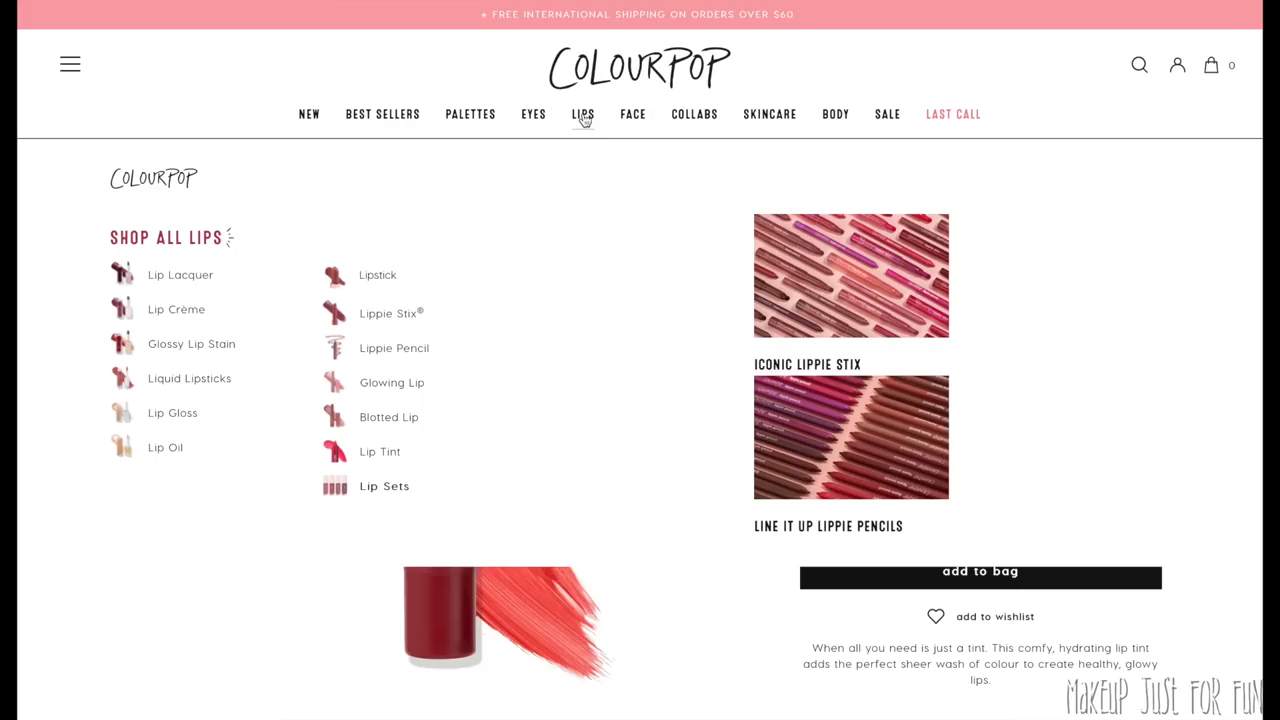 + FREE INTERNATIONAL SHIPPING ON ORDERS OVER $60
COLOURPOP
0
NEW BEST SELLERS PALETTES EYES LIPS FACE COLLABS SKINCARE BODY SALE LAST CALL
COLOURPOP
SHOP ALL LIPS
Lip Lacquer
Lip Crème
Glossy Lip Stain
Liquid Lipsticks
Lip Gloss
Lip Oil
Lipstick
Lippie Stix®
Lippie Pencil
Glowing Lip
Blotted Lip
Lip Tint
Lip Sets
ICONIC LIPPIE STIX
LINE IT UP LIPPIE PENCILS
add to bag
add to wishlist
When all you need is just a tint. This comfy, hydrating lip tint
adds the perfect sheer wash of colour to create healthy, glowy
lips.
MAKEUP JUST FOR FUN